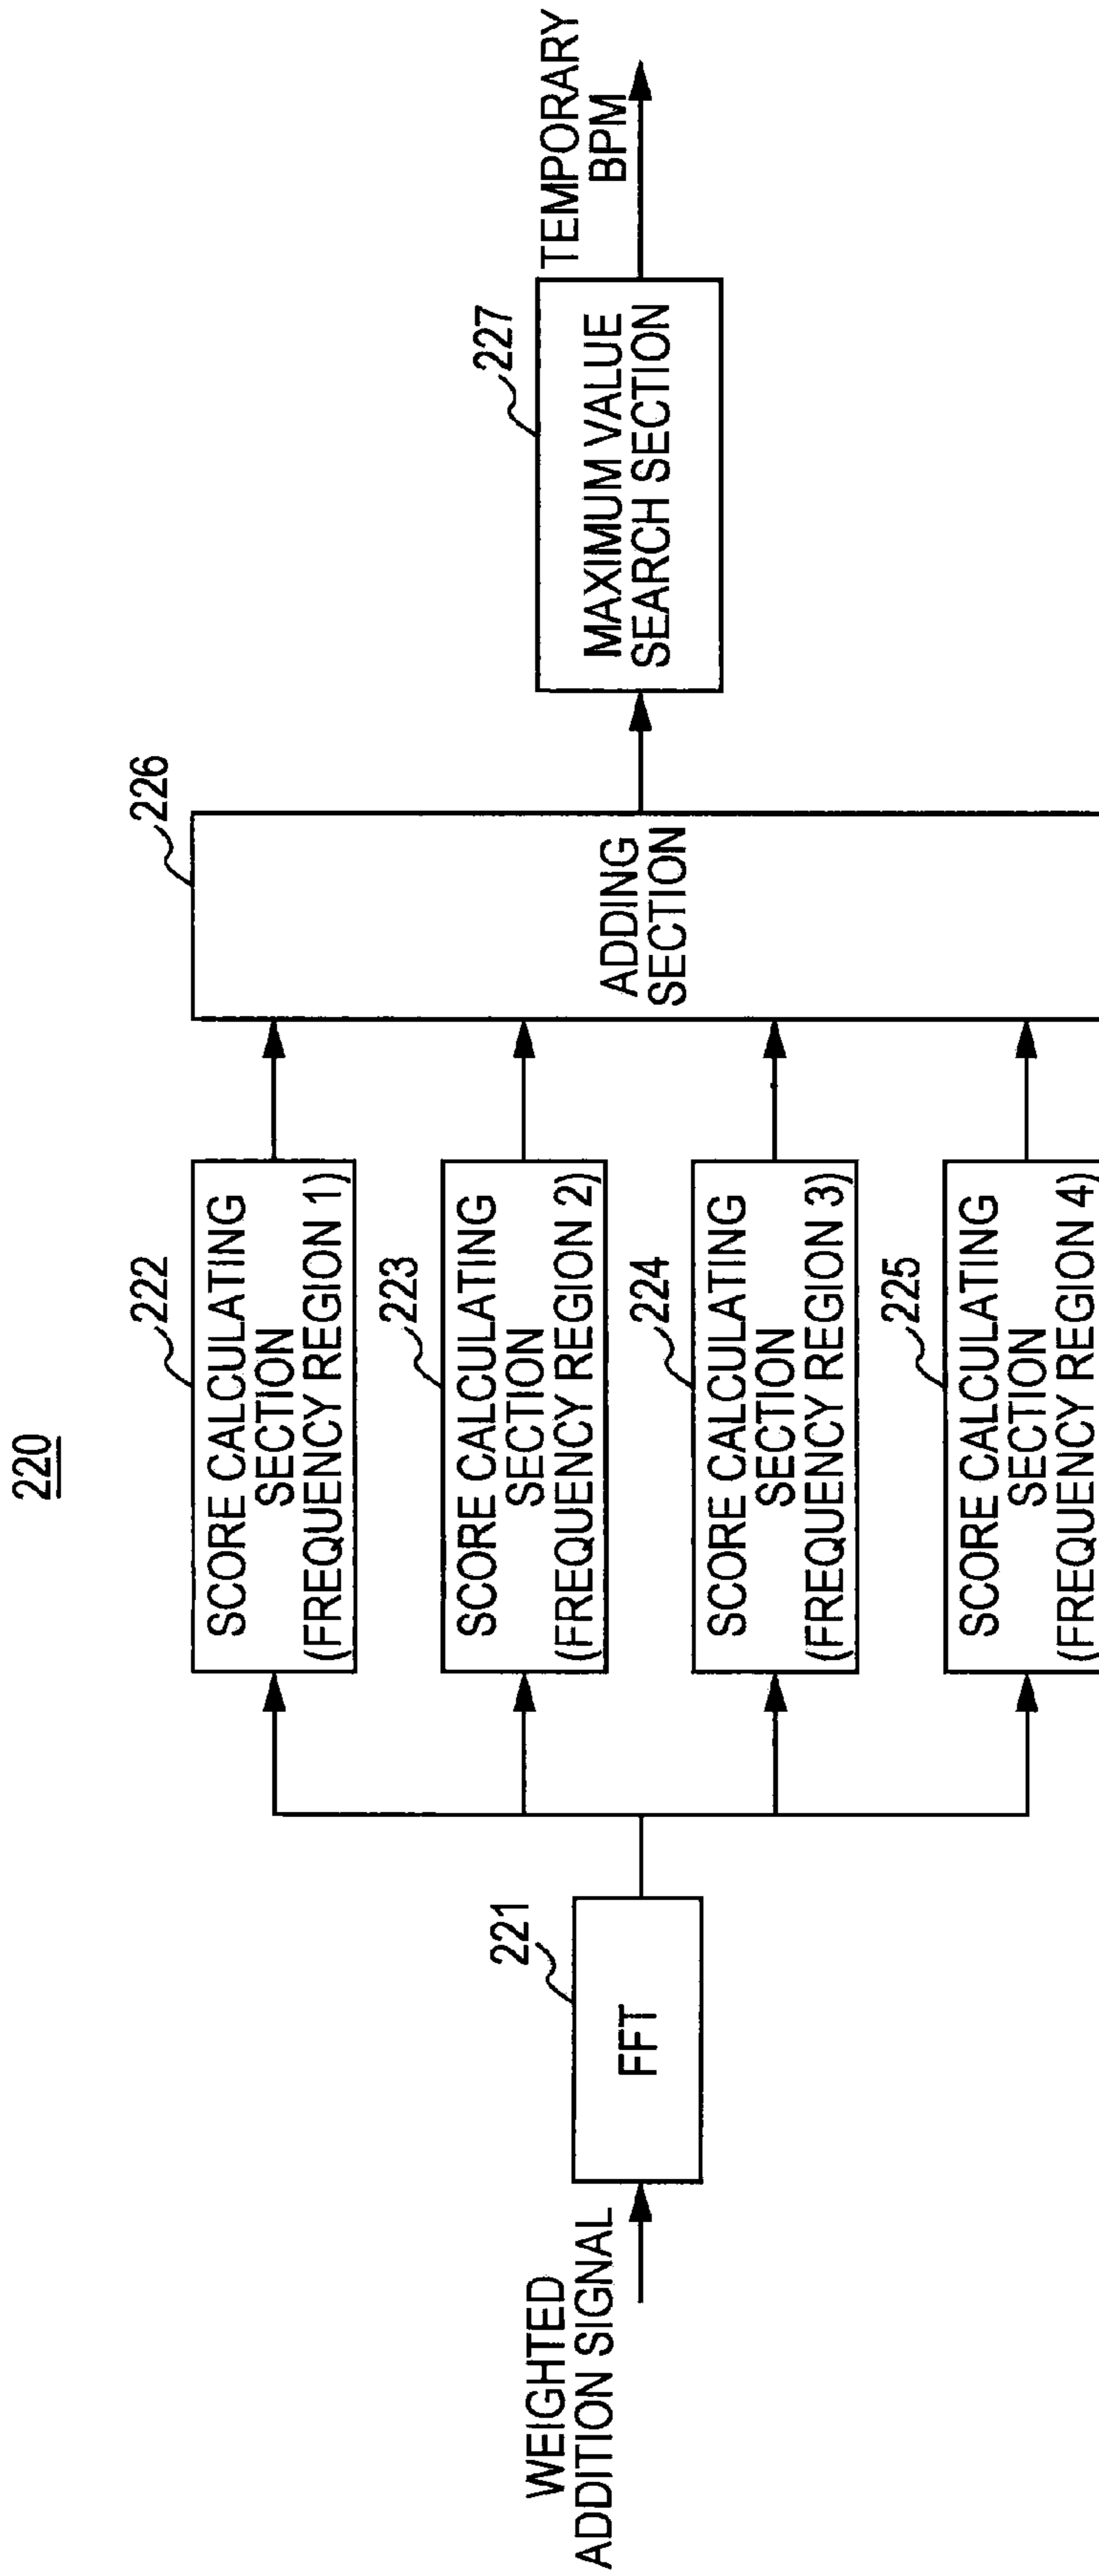 220
WEIGHTED
ADDITION SIGNAL
221
FFT
222
SCORE CALCULATING
SECTION
(FREQUENCY REGION 1)
223
SCORE CALCULATING
SECTION
(FREQUENCY REGION 2)
224
SCORE CALCULATING
SECTION
(FREQUENCY REGION 3)
225
SCORE CALCULATING
SECTION
(FREQUENCY REGION 4)
226
ADDING
SECTION
227
MAXIMUM VALUE
SEARCH SECTION
TEMPORARY
BPM